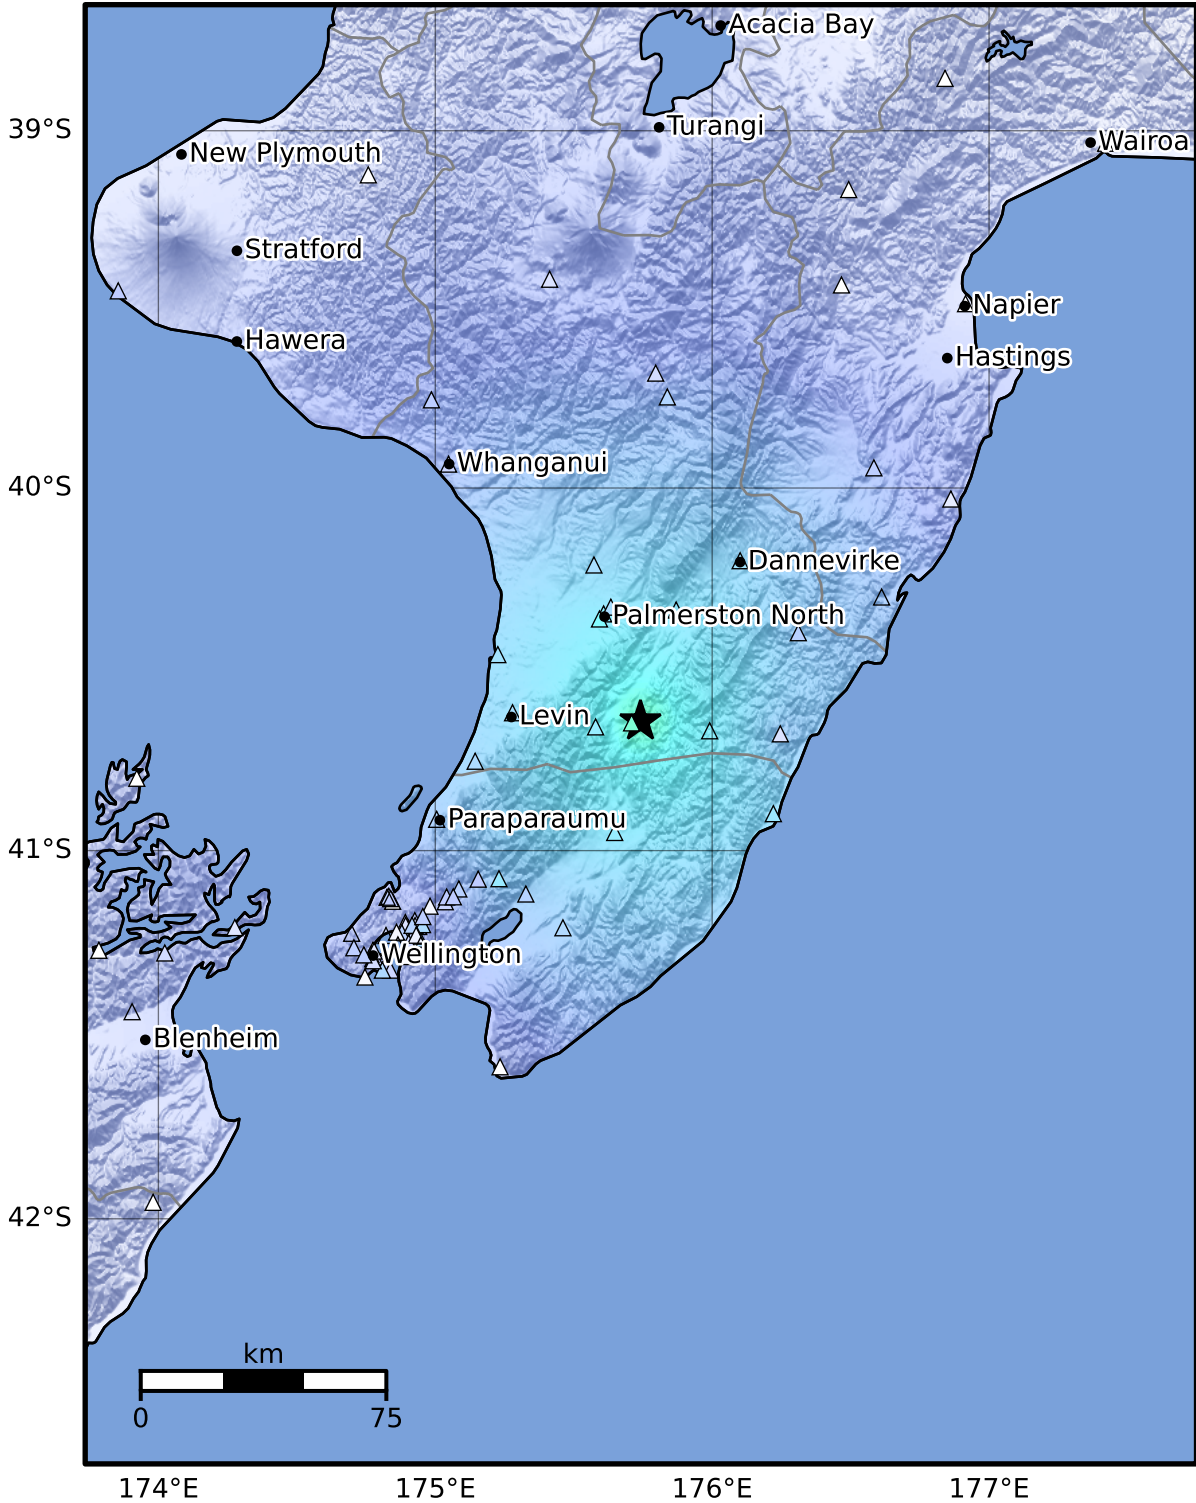 Acacia Bay
39°S
Turangi
Wairoa
New Plymouth
Stratford
Napier
Hawera
Hastings
Whanganui
40°S
Dannevirke
Palmerston North
Levin
Paraparaumu
41°S
Wellington
Blenheim
42°S
km
0 75
174°E 175°E 176°E 177°E